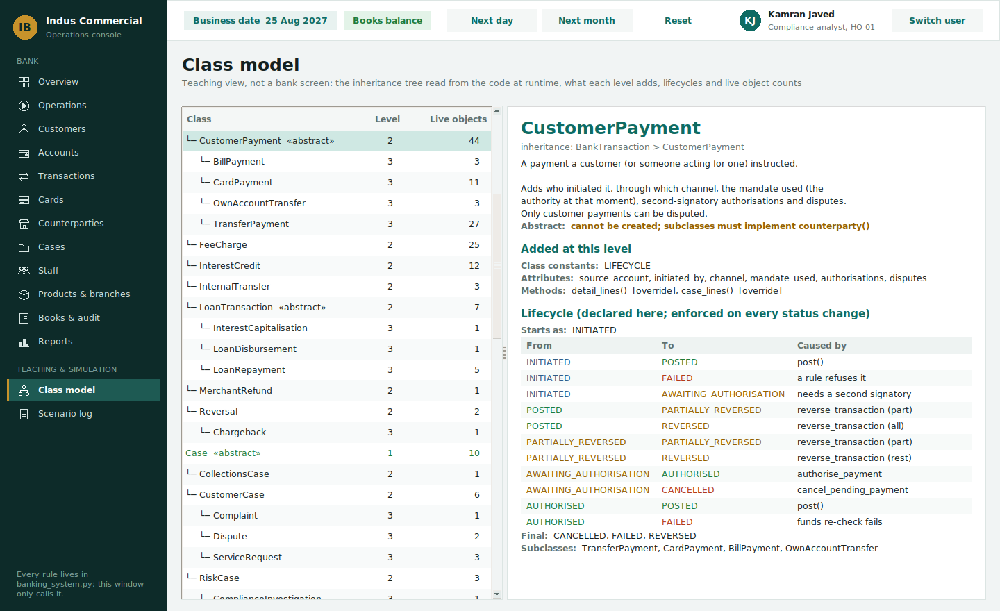 IB
Indus Commercial
Operations console
BANK
Overview
Operations
Customers
Accounts
Transactions
Cards
Counterparties
Cases
Staff
Products & branches
Books & audit
Reports
TEACHING & SIMULATION
Class model
Scenario log
Every rule lives in
banking_system.py; this window
only calls it.
Business date 25 Aug 2027
Books balance
Next day
Next month
Reset
KJ
Kamran Javed
Compliance analyst, HO-01
Switch user
Class model
Teaching view, not a bank screen: the inheritance tree read from the code at runtime, what each level adds, lifecycles and live object counts
Class Level Live objects
└─ CustomerPayment «abstract» 2 44
└─ BillPayment 3 3
└─ CardPayment 3 11
└─ OwnAccountTransfer 3 3
└─ TransferPayment 3 27
└─ FeeCharge 2 25
└─ InterestCredit 2 12
└─ InternalTransfer 2 3
└─ LoanTransaction «abstract» 2 7
└─ InterestCapitalisation 3 1
└─ LoanDisbursement 3 1
└─ LoanRepayment 3 5
└─ MerchantRefund 2 1
└─ Reversal 2 2
└─ Chargeback 3 1
Case «abstract» 1 10
└─ CollectionsCase 2 1
└─ CustomerCase 2 6
└─ Complaint 3 1
└─ Dispute 3 2
└─ ServiceRequest 3 3
└─ RiskCase 2 3
└─ ComplianceInvestigation 3 1
CustomerPayment
inheritance: BankTransaction > CustomerPayment
A payment a customer (or someone acting for one) instructed.
Adds who initiated it, through which channel, the mandate used (the
authority at that moment), second-signatory authorisations and disputes.
Only customer payments can be disputed.
Abstract: cannot be created; subclasses must implement counterparty()
Added at this level
Class constants: LIFECYCLE
Attributes: source_account, initiated_by, channel, mandate_used, authorisations, disputes
Methods: detail_lines() [override], case_lines() [override]
Lifecycle (declared here; enforced on every status change)
Starts as: INITIATED
From To Caused by
INITIATED POSTED post()
INITIATED FAILED a rule refuses it
INITIATED AWAITING_AUTHORISATION needs a second signatory
POSTED PARTIALLY_REVERSED reverse_transaction (part)
POSTED REVERSED reverse_transaction (all)
PARTIALLY_REVERSED PARTIALLY_REVERSED reverse_transaction (part)
PARTIALLY_REVERSED REVERSED reverse_transaction (rest)
AWAITING_AUTHORISATION AUTHORISED authorise_payment
AWAITING_AUTHORISATION CANCELLED cancel_pending_payment
AUTHORISED POSTED post()
AUTHORISED FAILED funds re-check fails
Final: CANCELLED, FAILED, REVERSED
Subclasses: TransferPayment, CardPayment, BillPayment, OwnAccountTransfer